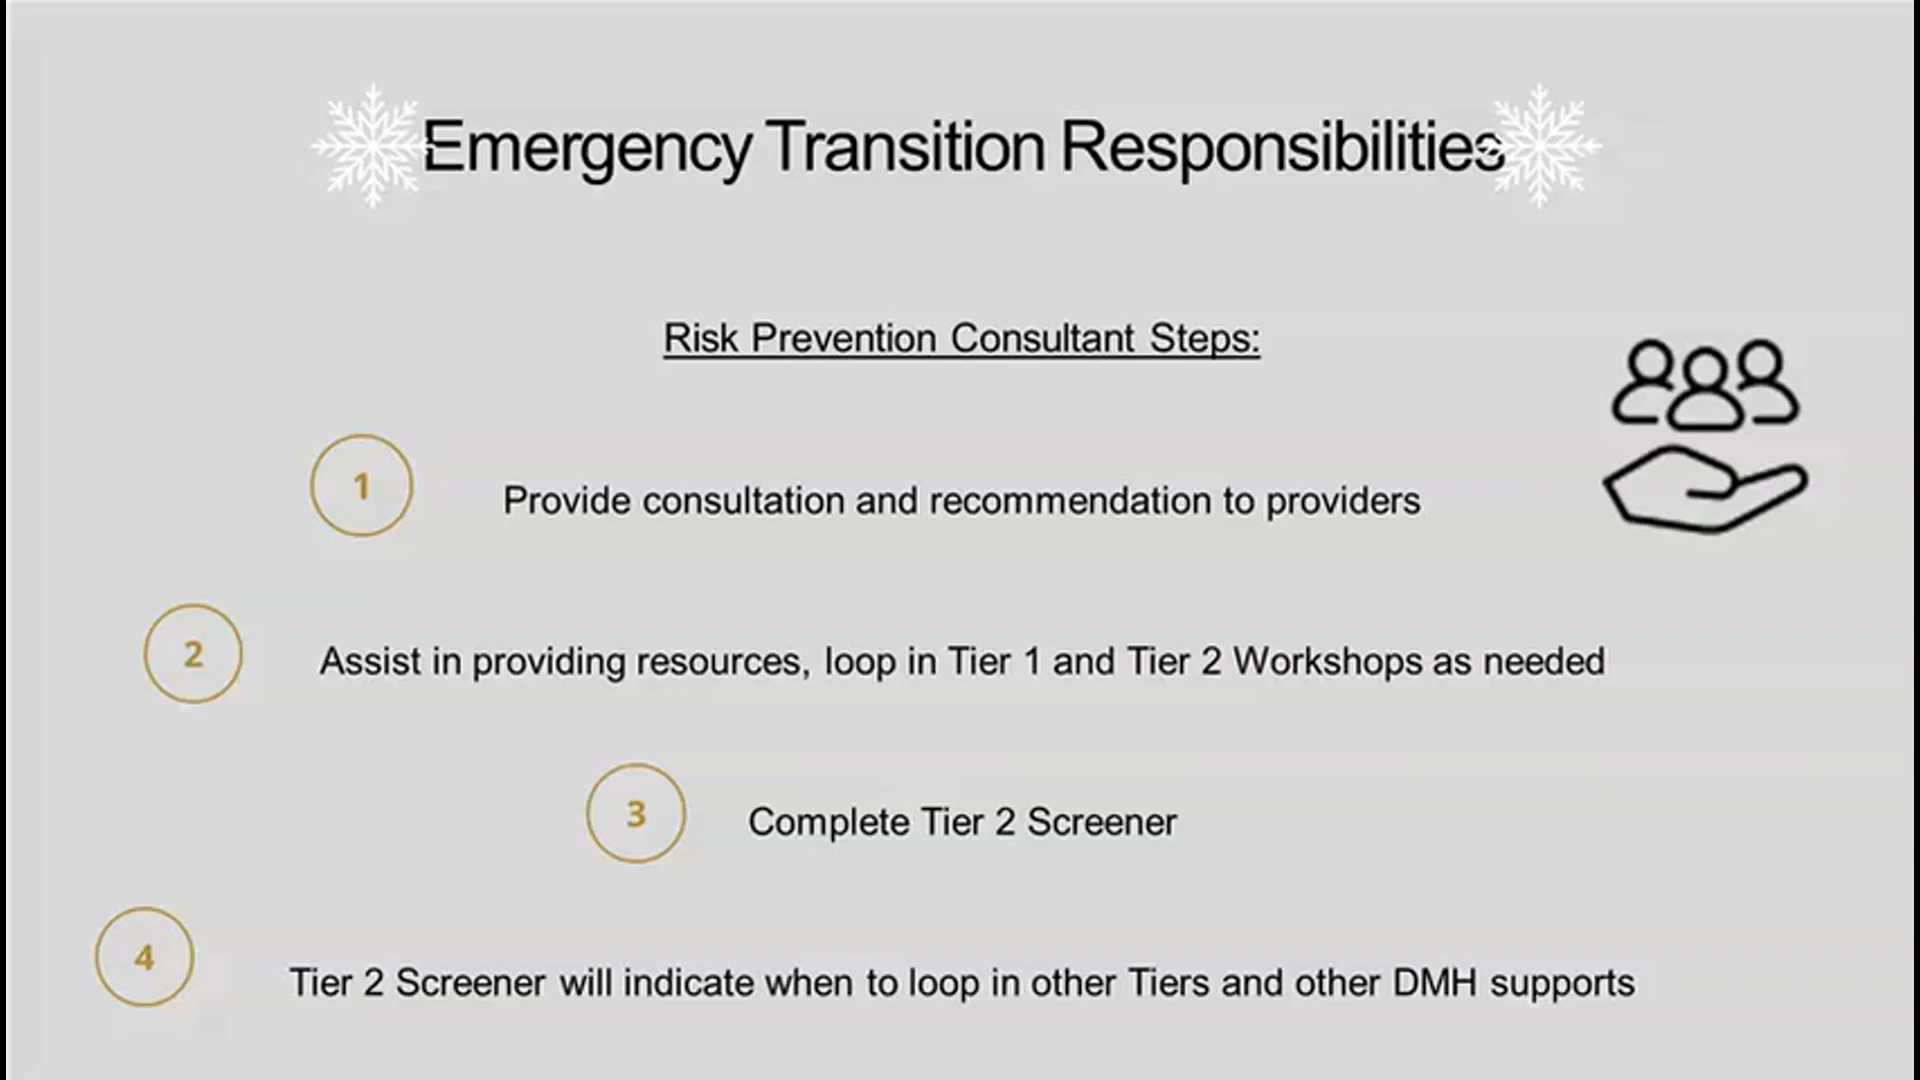 Emergency Transition Responsibilities
Risk Prevention Consultant Steps:
1 Provide consultation and recommendation to providers
2 Assist in providing resources, loop in Tier 1 and Tier 2 Workshops as needed
3 Complete Tier 2 Screener
4 Tier 2 Screener will indicate when to loop in other Tiers and other DMH supports